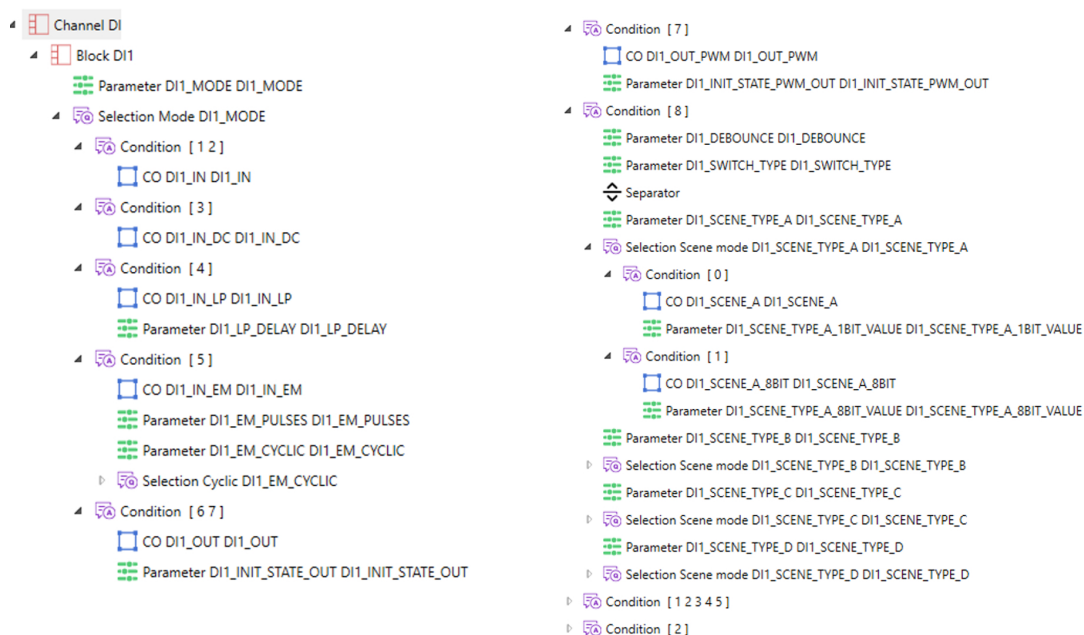 Channel DI
Block DI1
Parameter DI1_MODE DI1_MODE
Selection Mode DI1_MODE
Condition [ 1 2 ]
CO DI1_IN DI1_IN
Condition [ 3 ]
CO DI1_IN_DC DI1_IN_DC
Condition [ 4 ]
CO DI1_IN_LP DI1_IN_LP
Parameter DI1_LP_DELAY DI1_LP_DELAY
Condition [ 5 ]
CO DI1_IN_EM DI1_IN_EM
Parameter DI1_EM_PULSES DI1_EM_PULSES
Parameter DI1_EM_CYCLIC DI1_EM_CYCLIC
Selection Cyclic DI1_EM_CYCLIC
Condition [ 6 7 ]
CO DI1_OUT DI1_OUT
Parameter DI1_INIT_STATE_OUT DI1_INIT_STATE_OUT
Condition [ 7 ]
CO DI1_OUT_PWM DI1_OUT_PWM
Parameter DI1_INIT_STATE_PWM_OUT DI1_INIT_STATE_PWM_OUT
Condition [ 8 ]
Parameter DI1_DEBOUNCE DI1_DEBOUNCE
Parameter DI1_SWITCH_TYPE DI1_SWITCH_TYPE
Separator
Parameter DI1_SCENE_TYPE_A DI1_SCENE_TYPE_A
Selection Scene mode DI1_SCENE_TYPE_A DI1_SCENE_TYPE_A
Condition [ 0 ]
CO DI1_SCENE_A DI1_SCENE_A
Parameter DI1_SCENE_TYPE_A_1BIT_VALUE DI1_SCENE_TYPE_A_1BIT_VALUE
Condition [ 1 ]
CO DI1_SCENE_A_8BIT DI1_SCENE_A_8BIT
Parameter DI1_SCENE_TYPE_A_8BIT_VALUE DI1_SCENE_TYPE_A_8BIT_VALUE
Parameter DI1_SCENE_TYPE_B DI1_SCENE_TYPE_B
Selection Scene mode DI1_SCENE_TYPE_B DI1_SCENE_TYPE_B
Parameter DI1_SCENE_TYPE_C DI1_SCENE_TYPE_C
Selection Scene mode DI1_SCENE_TYPE_C DI1_SCENE_TYPE_C
Parameter DI1_SCENE_TYPE_D DI1_SCENE_TYPE_D
Selection Scene mode DI1_SCENE_TYPE_D DI1_SCENE_TYPE_D
Condition [ 1 2 3 4 5 ]
Condition [ 2 ]